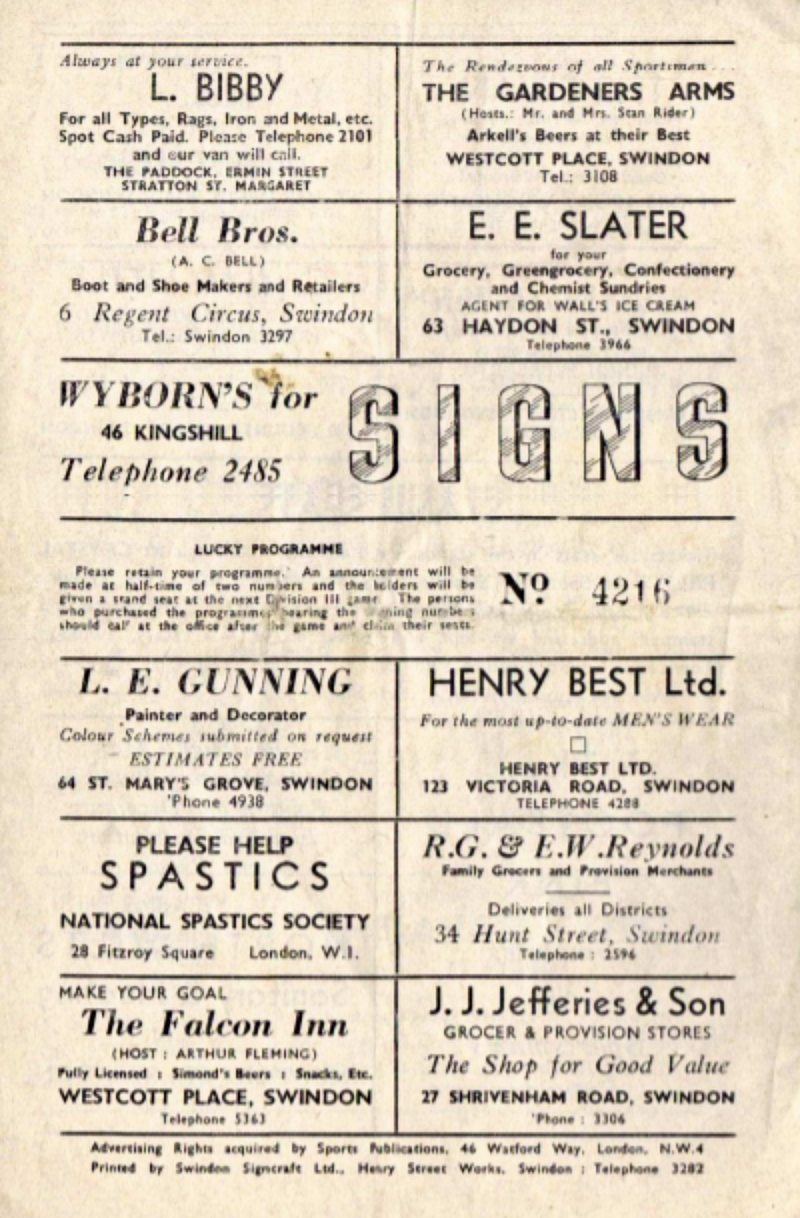 Always at your service.
L. BIBBY
For all Types, Rags, Iron and Metal, etc.
Spot Cash Paid. Please Telephone 2101
and our van will call.
THE PADDOCK, ERMIN STREET
STRATTON ST. MARGARET
The Rendezvous of all Sportsmen . . .
THE GARDENERS ARMS
(Hosts.: Mr. and Mrs. Stan Rider)
Arkell's Beers at their Best
WESTCOTT PLACE, SWINDON
Tel.: 3108
Bell Bros.
(A. C. BELL)
Boot and Shoe Makers and Retailers
6 Regent Circus, Swindon
Tel.: Swindon 3297
E. E. SLATER
for your
Grocery, Greengrocery, Confectionery
and Chemist Sundries
AGENT FOR WALL'S ICE CREAM
63 HAYDON ST., SWINDON
Telephone 3966
WYBORN'S for
46 KINGSHILL
Telephone 2485
SIGNS
LUCKY PROGRAMME
Please retain your programme. An announcement will be
made at half-time of two numbers and the holders will be
given a stand seat at the next Division III game. The persons
who purchased the programmes bearing the winning numbers
should call at the office after the game and claim their seats.
No 4216
L. E. GUNNING
Painter and Decorator
Colour Schemes submitted on request
ESTIMATES FREE
64 ST. MARY'S GROVE, SWINDON
'Phone 4938
HENRY BEST Ltd.
For the most up-to-date MEN'S WEAR
HENRY BEST LTD.
123 VICTORIA ROAD, SWINDON
TELEPHONE 4288
PLEASE HELP
SPASTICS
NATIONAL SPASTICS SOCIETY
28 Fitzroy Square London, W.1.
R.G. & E.W.Reynolds
Family Grocers and Provision Merchants
Deliveries all Districts
34 Hunt Street, Swindon
Telephone : 2596
MAKE YOUR GOAL
The Falcon Inn
(HOST : ARTHUR FLEMING)
Fully Licensed : Simond's Beers : Snacks, Etc.
WESTCOTT PLACE, SWINDON
Telephone 5363
J. J. Jefferies & Son
GROCER & PROVISION STORES
The Shop for Good Value
27 SHRIVENHAM ROAD, SWINDON
'Phone : 3306
Advertising Rights acquired by Sports Publications, 46 Watford Way, London, N.W.4
Printed by Swindon Signcraft Ltd., Henry Street Works, Swindon : Telephone 3282